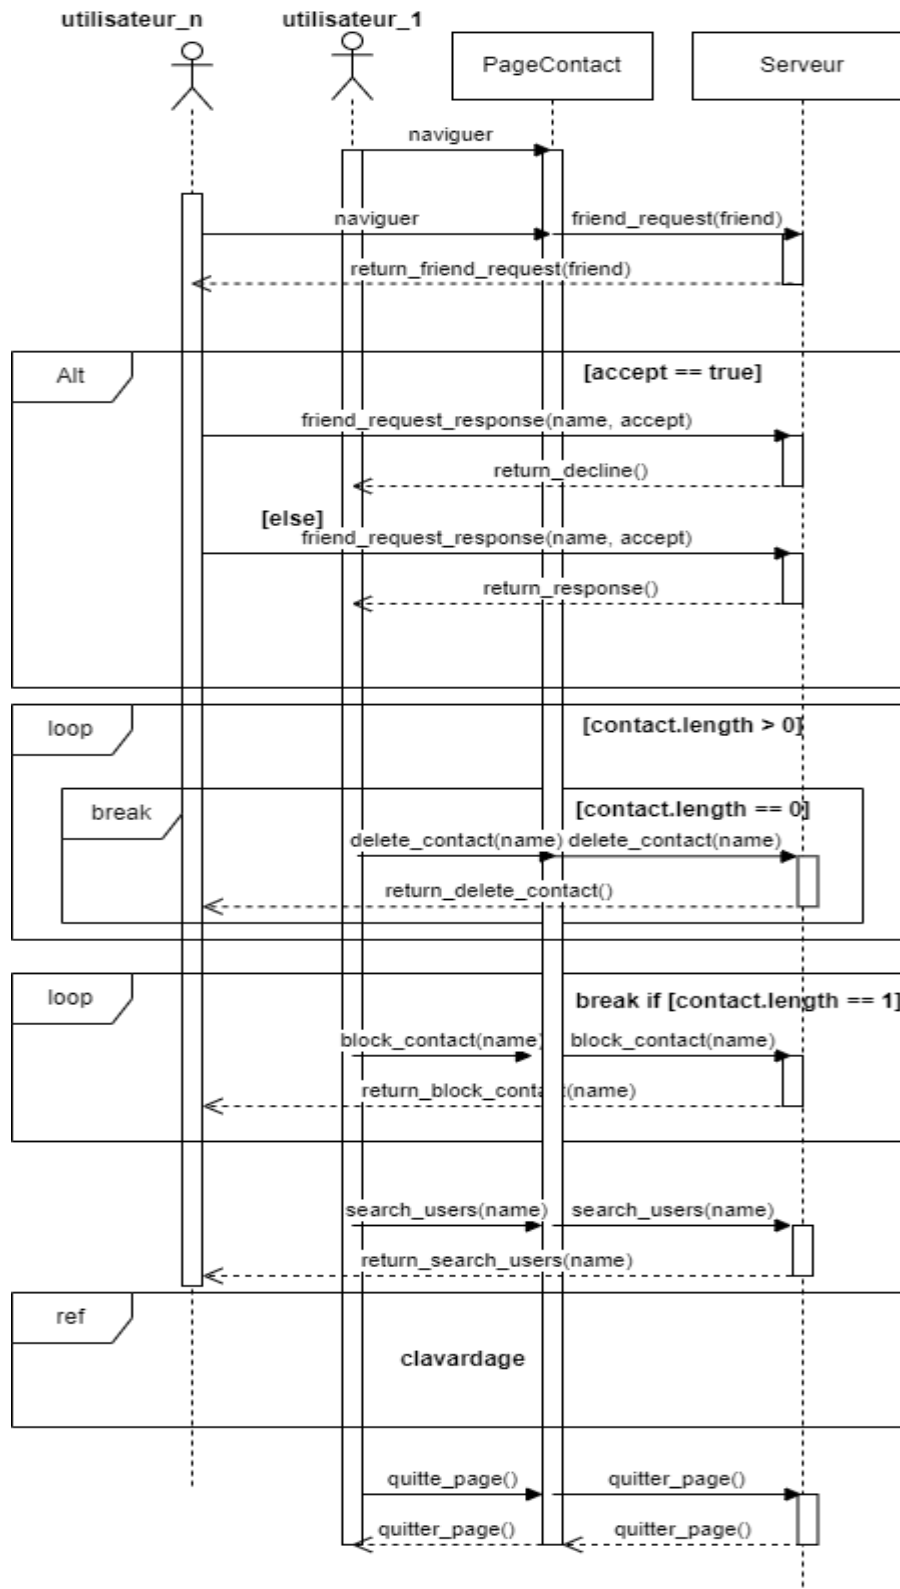 utilisateur_n utilisateur_1
PageContact Serveur
naviguer
naviguer friend_request(friend)
return_friend_request(friend)
Alt [accept == true]
friend_request_response(name, accept)
return_decline()
[else]
friend_request_response(name, accept)
return_response()
loop [contact.length > 0]
break [contact.length == 0]
delete_contact(name) delete_contact(name)
return_delete_contact()
loop break if [contact.length == 1]
block_contact(name) block_contact(name)
return_block_contact(name)
search_users(name) search_users(name)
return_search_users(name)
ref
clavardage
quitte_page() quitter_page()
quitter_page() quitter_page()